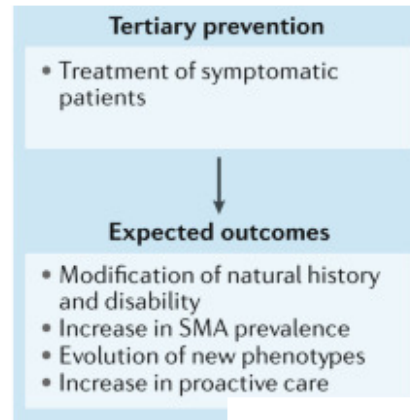 Tertiary prevention
• Treatment of symptomatic
patients
Expected outcomes
• Modification of natural history
and disability
• Increase in SMA prevalence
• Evolution of new phenotypes
• Increase in proactive care